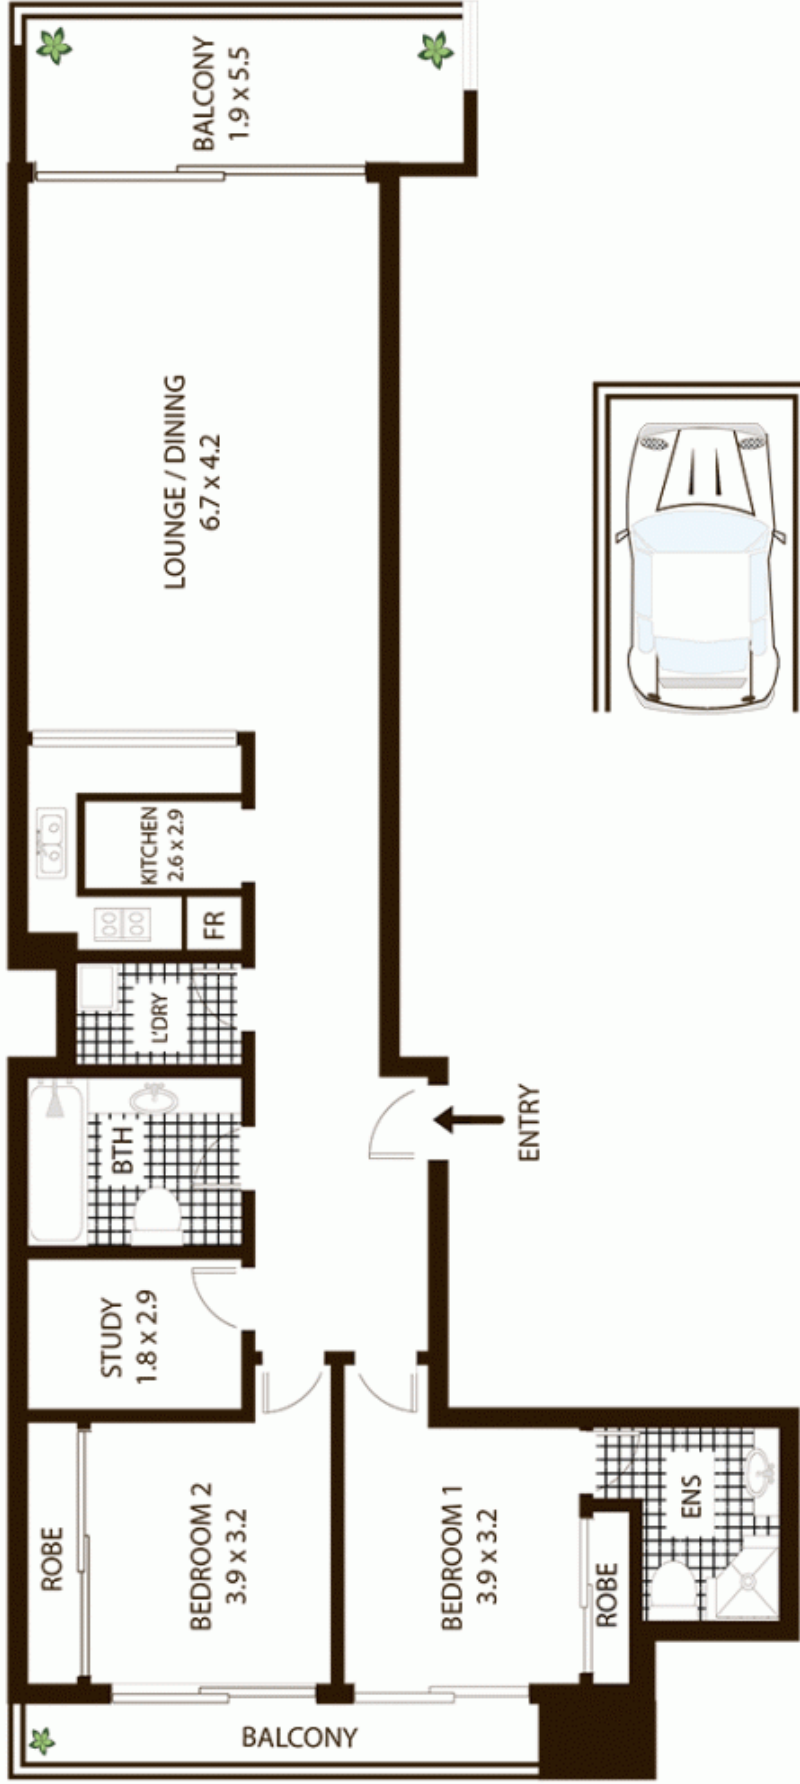 BALCONY
1.9 x 5.5
LOUNGE / DINING
6.7 x 4.2
KITCHEN
2.6 x 2.9
FR
L'DRY
BTH
ENTRY
STUDY
1.8 x 2.9
ROBE
BEDROOM 2
3.9 x 3.2
BEDROOM 1
3.9 x 3.2
ROBE
ENS
BALCONY